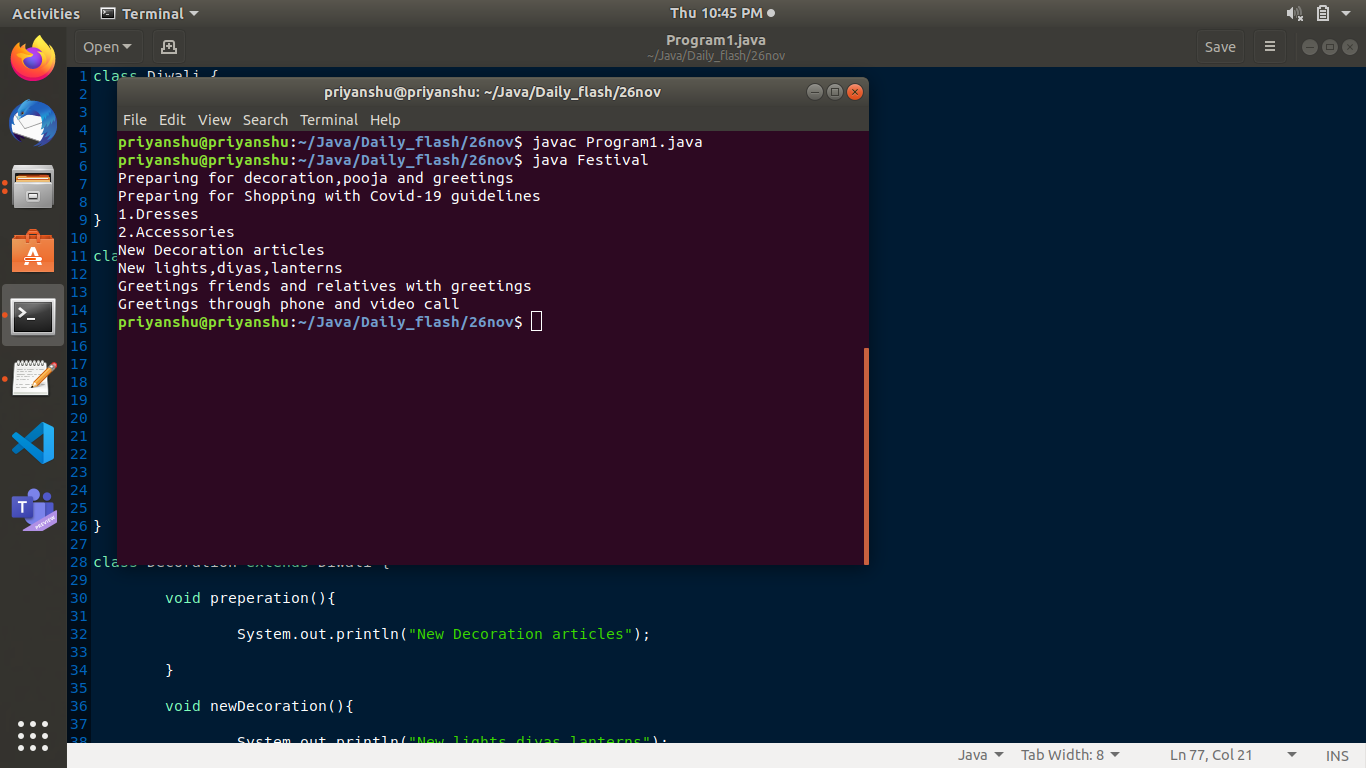 Activities Terminal Thu 10:45 PM
Open Program1.java Save
~/Java/Daily_flash/26nov
1 class Diwali {
priyanshu@priyanshu: ~/Java/Daily_flash/26nov
File Edit View Search Terminal Help
priyanshu@priyanshu:~/Java/Daily_flash/26nov$ javac Program1.java
priyanshu@priyanshu:~/Java/Daily_flash/26nov$ java Festival
Preparing for decoration,pooja and greetings
Preparing for Shopping with Covid-19 guidelines
1.Dresses
2.Accessories
New Decoration articles
New lights,diyas,lanterns
Greetings friends and relatives with greetings
Greetings through phone and video call
priyanshu@priyanshu:~/Java/Daily_flash/26nov$
2
3
4
5
6
7
8
9 }
10
11 cla
12
13
14
15
16
17
18
19
20
21
22
23
24
25
26 }
27
28 class Decoration extends Diwali {
29
30 void preperation(){
31
32 System.out.println("New Decoration articles");
33
34 }
35
36 void newDecoration(){
37
38 System.out.println("New lights,diyas,lanterns");
T PREVIEW
Java Tab Width: 8 Ln 77, Col 21 INS